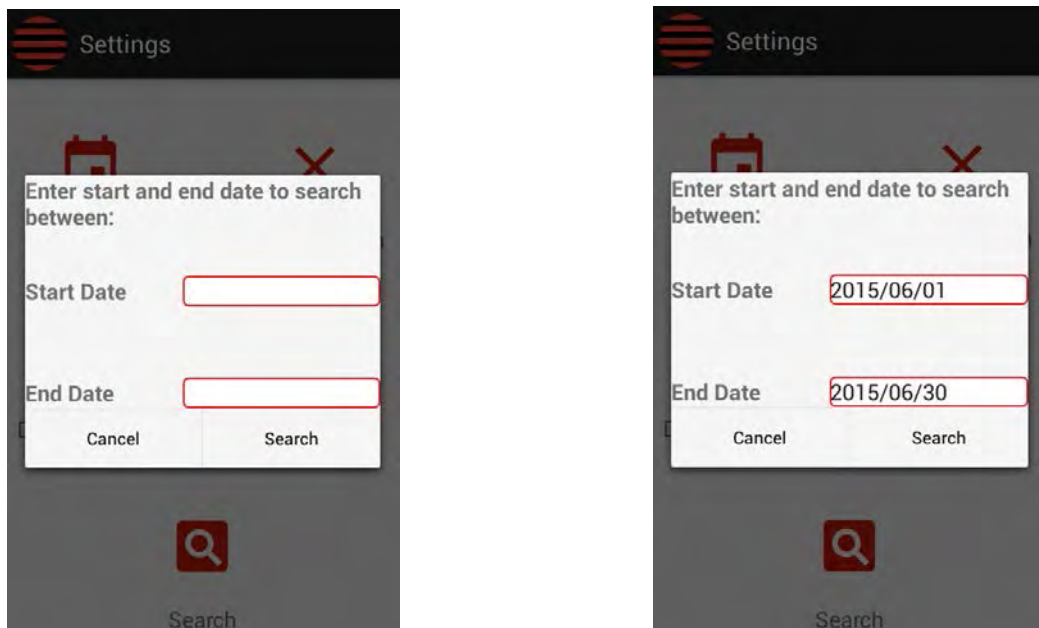 Settings
Enter start and end date to search
between:
Start Date
End Date
Cancel Search
Search
Settings
Enter start and end date to search
between:
Start Date 2015/06/01
End Date 2015/06/30
Cancel Search
Search